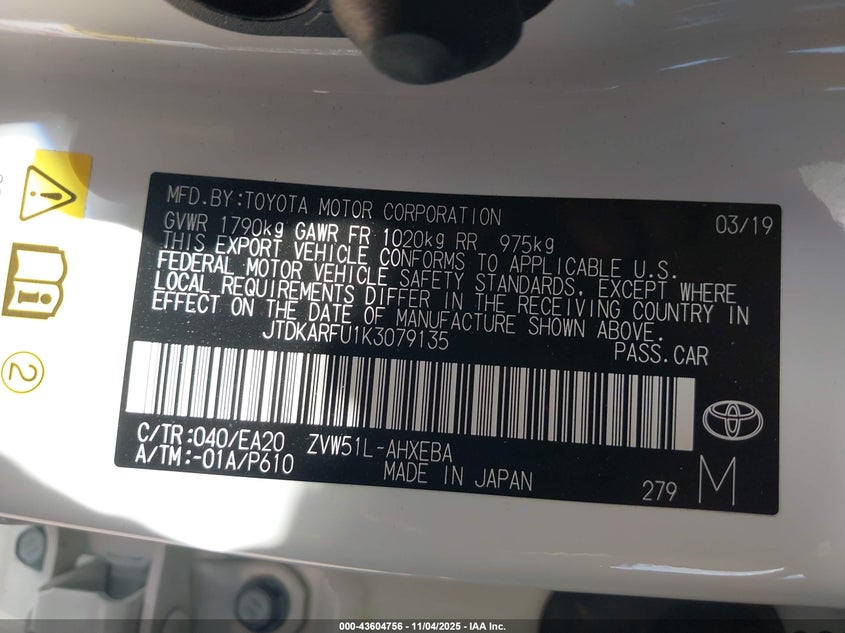 MFD.BY:TOYOTA MOTOR CORPORATION 03/19
GVWR 1790kg GAWR FR 1020kg RR 975kg
THIS EXPORT VEHICLE CONFORMS TO APPLICABLE U.S.
FEDERAL MOTOR VEHICLE SAFETY STANDARDS, EXCEPT WHERE
LOCAL REQUIREMENTS DIFFER IN THE RECEIVING COUNTRY IN
EFFECT ON THE DATE OF MANUFACTURE SHOWN ABOVE.
JTDKARFU1K3079135
PASS.CAR
C/TR:040/EA20 ZVW51L-AHXEBA
A/TM:-01A/P610 MADE IN JAPAN
279 M
2
000-43604756 - 11/04/2025 - IAA Inc.